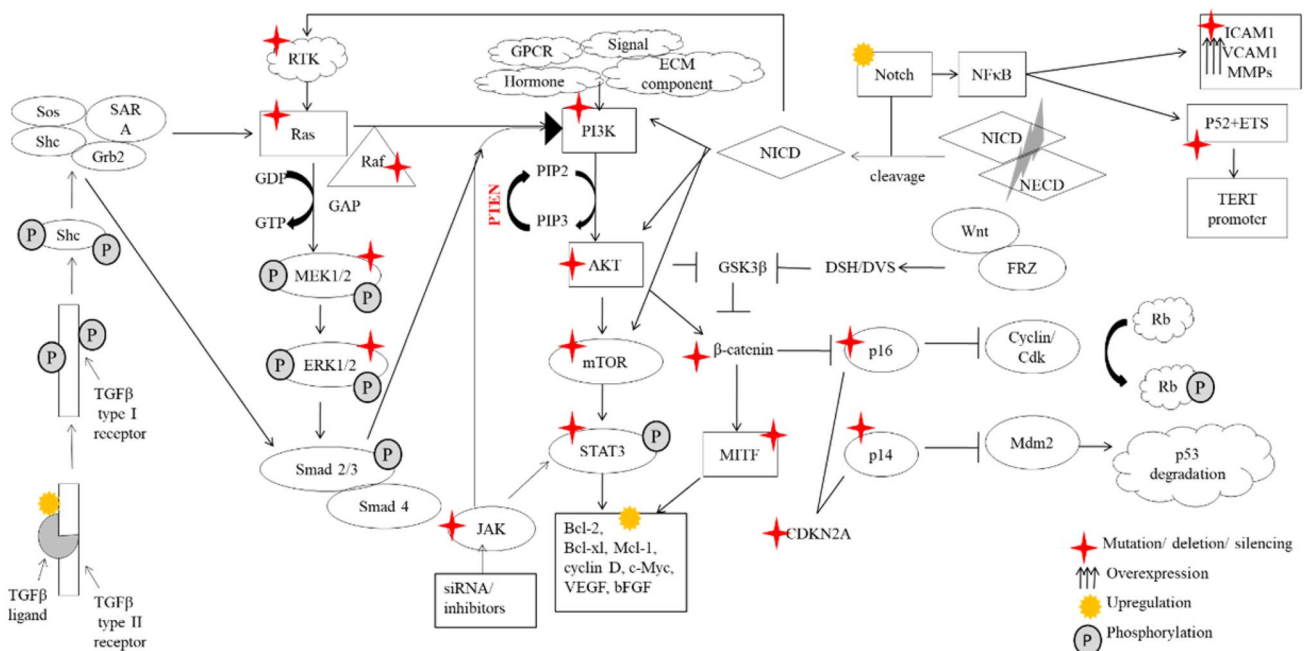 RTK
GPCR
Signal
Hormone
ECM
component
Notch
NFκB
ICAM1
VCAM1
MMPs
Sos
SAR
A
Shc
Grb2
Ras
Raf
PI3K
NICD
NICD
NECD
cleavage
P52+ETS
TERT
promoter
GDP
GTP
GAP
PTEN
PIP2
PIP3
P
Shc
P
P
MEK1/2
P
AKT
GSK3β
DSH/DVS
Wnt
FRZ
P
P
TGFβ
type I
receptor
P
ERK1/2
P
mTOR
β-catenin
p16
Cyclin/
Cdk
Rb
Rb
P
P
Smad 2/3
Smad 4
STAT3
P
MITF
p14
Mdm2
p53
degradation
JAK
siRNA/
inhibitors
Bcl-2,
Bcl-xl, Mcl-1,
cyclin D, c-Myc,
VEGF, bFGF
CDKN2A
TGFβ
ligand
TGFβ
type II
receptor
Mutation/ deletion/ silencing
Overexpression
Upregulation
P
Phosphorylation